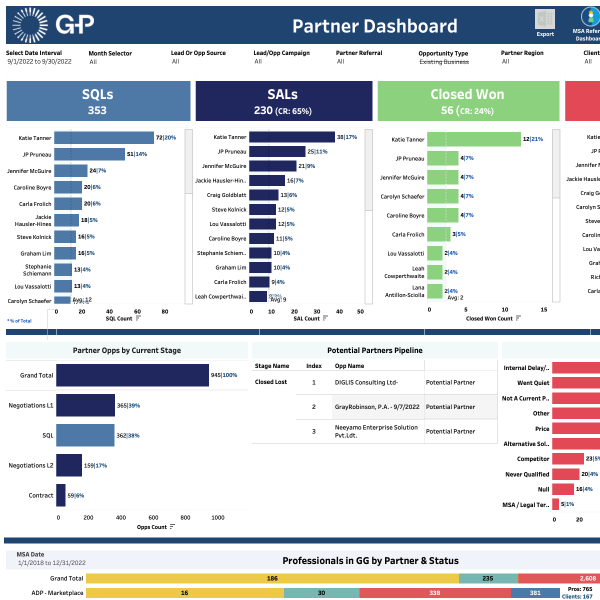 G-P
Partner Dashboard
Export
MSA Refer
Dashboar
Select Date Interval
9/1/2022 to 9/30/2022
Month Selector
All
Lead Or Opp Source
All
Lead/Opp Campaign
All
Partner Referral
All
Opportunity Type
Existing Business
Partner Region
All
Client
All
SQLs
353
SALs
230 (CR: 65%)
Closed Won
56 (CR: 24%)
Katie Tanner 72|20%
JP Pruneau 51|14%
Jennifer McGuire 24|7%
Caroline Boyre 20|6%
Carla Frolich 20|6%
Jackie
Hausler-Hines 18|5%
Steve Kolnick 16|5%
Graham Lim 16|5%
Stephanie
Schiemann 13|4%
Lou Vassalotti 13|4%
Carolyn Schaefer Avg: 12
0 20 40 60 80
SQL Count
* % of Total
Katie Tanner 38|17%
JP Pruneau 25|11%
Jennifer McGuire 21|9%
Jackie Hausler-Hin.. 16|7%
Craig Goldblatt 13|6%
Steve Kolnick 12|5%
Lou Vassalotti 12|5%
Caroline Boyre 11|5%
Stephanie Schiem.. 10|4%
Graham Lim 10|4%
Carla Frolich 9|4%
Leah Cowperthwai.. Avg: 9
0 10 20 30 40 50
SAL Count
Katie Tanner 12|21%
JP Pruneau 4|7%
Jennifer McGuire 4|7%
Carolyn Schaefer 4|7%
Caroline Boyre 4|7%
Carla Frolich 3|5%
Lou Vassalotti 2|4%
Leah
Cowperthwaite 2|4%
Lana
Antillon-Sciolla 2|4%
Avg: 2
0 5 10 15
Closed Won Count
Katie
JP F
Jennifer
Jackie Hausl
Craig G
Carolyn S
Steve
Caroline
Lou Va
Gra
Rich
Carla
Partner Opps by Current Stage
Grand Total 945|100%
Negotiations L1 365|39%
SQL 362|38%
Negotiations L2 159|17%
Contract 59|6%
0 200 400 600 800 1000
Opps Count
Potential Partners Pipeline
Stage Name Index Opp Name
Closed Lost 1 DIGLIS Consulting Ltd- Potential Partner
2 GrayRobinson, P.A. - 9/7/2022 Potential Partner
3 Neeyamo Enterprise Solution
Pvt.Ldt. Potential Partner
Internal Delay/..
Went Quiet
Not A Current P..
Other
Price
Alternative Sol..
Competitor 23|5%
Never Qualified 20|4%
Null 16|4%
MSA / Legal Ter.. 5|1%
0 20
MSA Date
1/1/2018 to 12/31/2022
Professionals in GG by Partner & Status
Grand Total 186 235 2,608
ADP - Marketplace 16 30 338 381 Pros: 765
Clients: 167